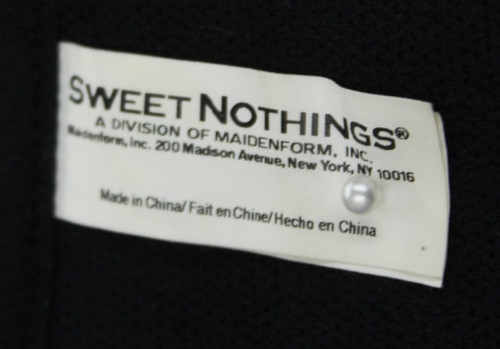 SWEET NOTHINGS®
A DIVISION OF MAIDENFORM, INC.
Maidenform, Inc. 200 Madison Avenue, New York, NY 10016
Made in China/ Fait en Chine/ Hecho en China